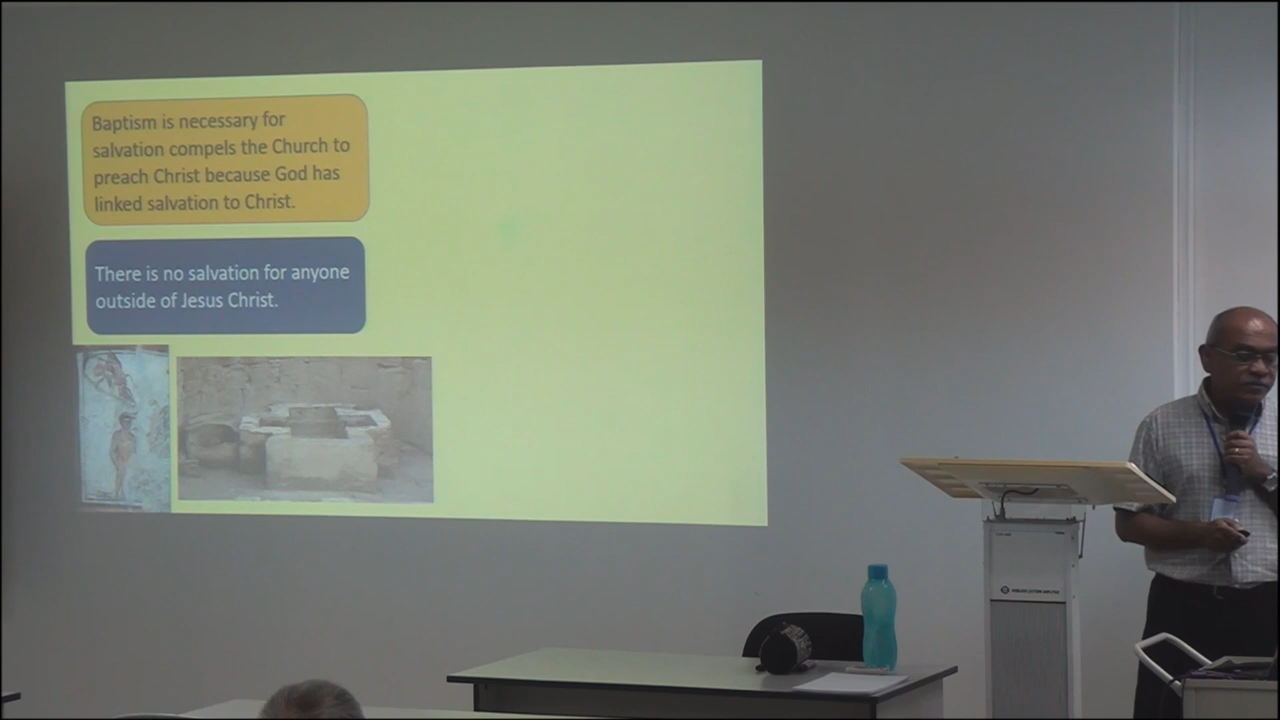 Baptism is necessary for
salvation compels the Church to
preach Christ because God has
linked salvation to Christ.
There is no salvation for anyone
outside of Jesus Christ.